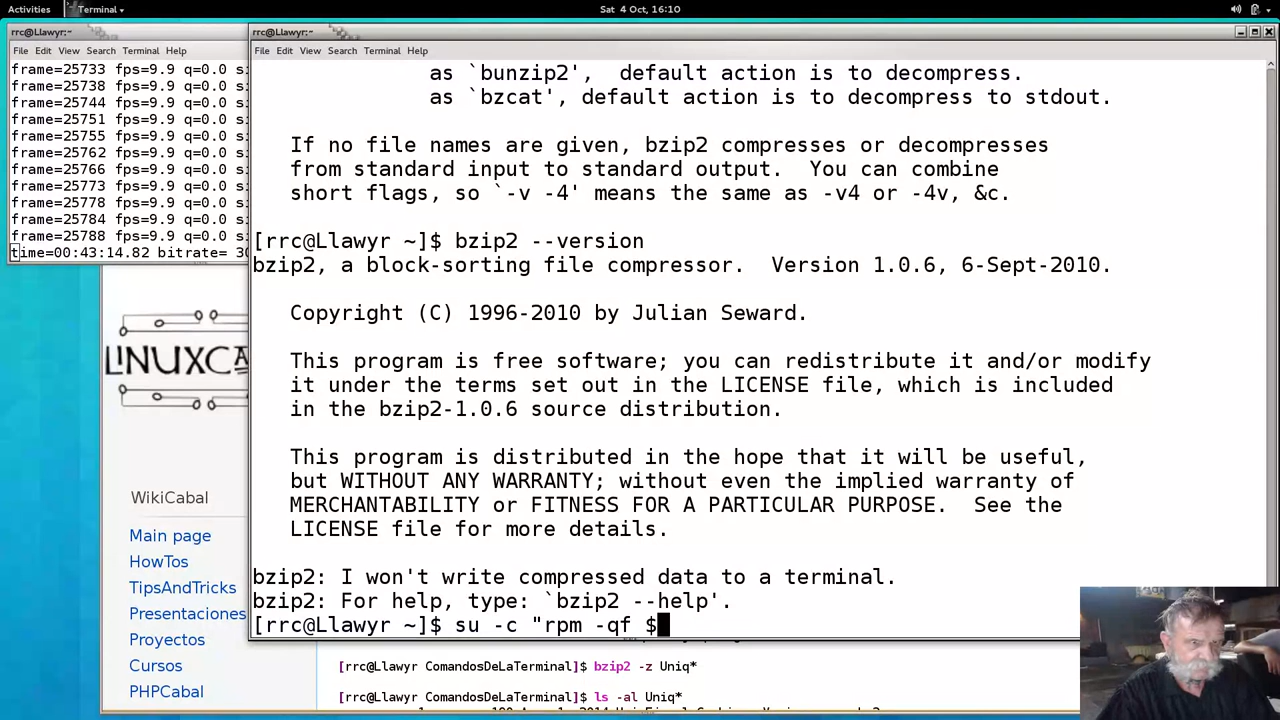 Activities Terminal Sat 4 Oct, 16:10
rrc@Llawyr:~
File Edit View Search Terminal Help
frame=25733 fps=9.9 q=0.0 si
frame=25738 fps=9.9 q=0.0 si
frame=25744 fps=9.9 q=0.0 si
frame=25751 fps=9.9 q=0.0 si
frame=25755 fps=9.9 q=0.0 si
frame=25762 fps=9.9 q=0.0 si
frame=25766 fps=9.9 q=0.0 si
frame=25773 fps=9.9 q=0.0 si
frame=25778 fps=9.9 q=0.0 si
frame=25784 fps=9.9 q=0.0 si
frame=25788 fps=9.9 q=0.0 si
time=00:43:14.82 bitrate= 30
rrc@Llawyr:~
File Edit View Search Terminal Help
as `bunzip2',  default action is to decompress.
as `bzcat', default action is to decompress to stdout.
If no file names are given, bzip2 compresses or decompresses
from standard input to standard output.  You can combine
short flags, so `-v -4' means the same as -v4 or -4v, &c.
[rrc@Llawyr ~]$ bzip2 --version
bzip2, a block-sorting file compressor.  Version 1.0.6, 6-Sept-2010.
Copyright (C) 1996-2010 by Julian Seward.
This program is free software; you can redistribute it and/or modify
it under the terms set out in the LICENSE file, which is included
in the bzip2-1.0.6 source distribution.
This program is distributed in the hope that it will be useful,
but WITHOUT ANY WARRANTY; without even the implied warranty of
MERCHANTABILITY or FITNESS FOR A PARTICULAR PURPOSE.  See the
LICENSE file for more details.
bzip2: I won't write compressed data to a terminal.
bzip2: For help, type: `bzip2 --help'.
[rrc@Llawyr ~]$ su -c "rpm -qf $
LINUXCA
WikiCabal
Main page
HowTos
TipsAndTricks
Presentaciones
Proyectos
Cursos
PHPCabal
[rrc@Llawyr ComandosDeLaTerminal]$ bzip2 -z Uniq*
[rrc@Llawyr ComandosDeLaTerminal]$ ls -al Uniq*